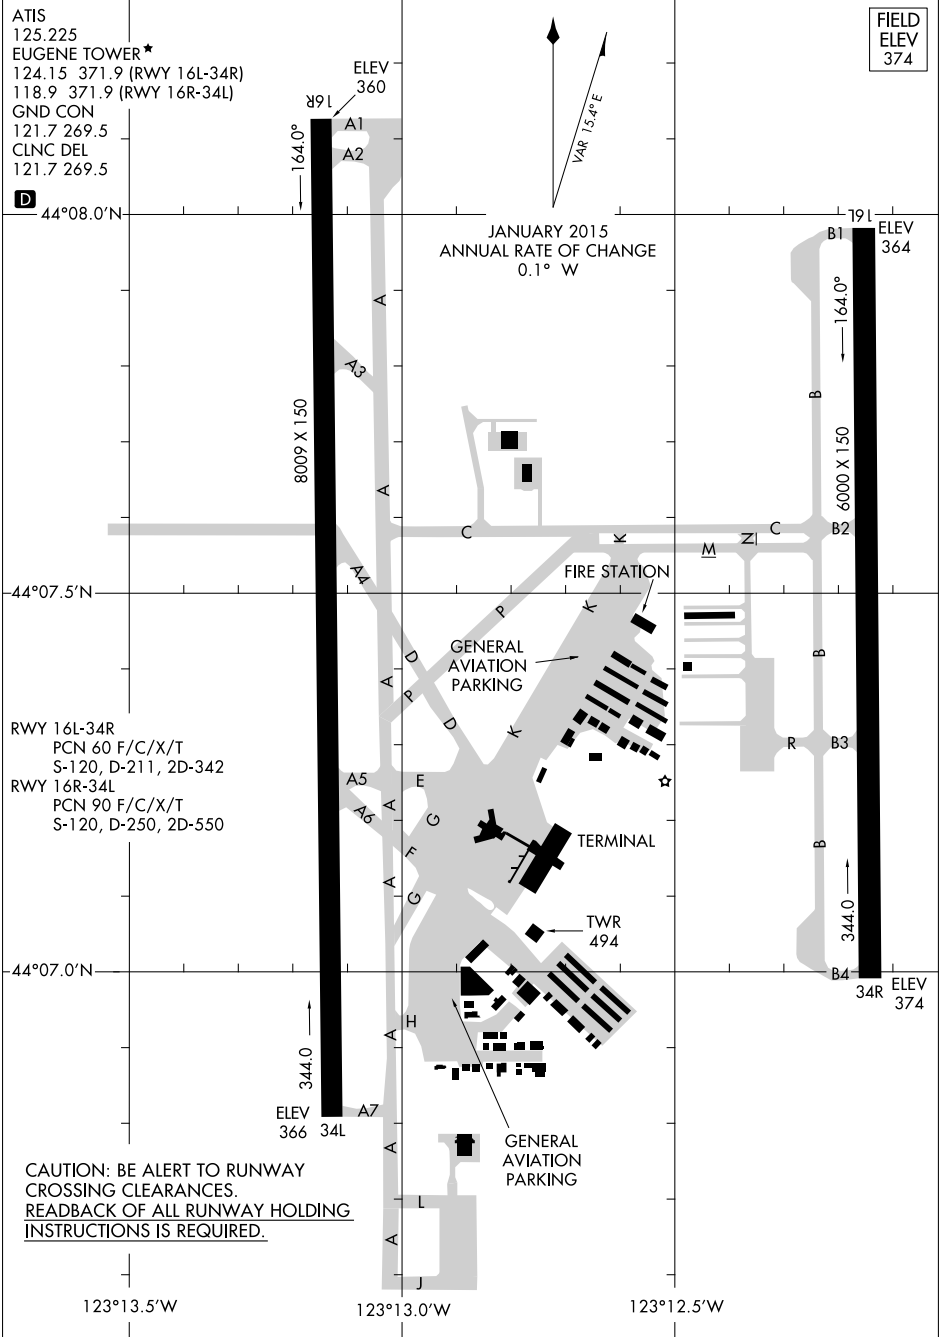 ATIS
125.225
EUGENE TOWER★
124.15 371.9 (RWY 16L-34R)
118.9 371.9 (RWY 16R-34L)
GND CON
121.7 269.5
CLNC DEL
121.7 269.5
D
FIELD
ELEV
374
ELEV
360
16R
A1
A2
164.0°
VAR 15.4° E
JANUARY 2015
ANNUAL RATE OF CHANGE
0.1° W
44°08.0'N
16L
ELEV
364
B1
164.0°
A
A3
B
8009 X 150
6000 X 150
A
C
K
N
C
B2
M
A4
FIRE STATION
44°07.5'N
K
P
GENERAL
AVIATION
PARKING
D
B
A
P
D
K
RWY 16L-34R
PCN 60 F/C/X/T
S-120, D-211, 2D-342
RWY 16R-34L
PCN 90 F/C/X/T
S-120, D-250, 2D-550
R
B3
A5
E
A
A6
G
F
TERMINAL
B
A
G
344.0
TWR
494
44°07.0'N
B4
34R
ELEV
374
H
A
344.0
ELEV
366
34L
A7
A
GENERAL
AVIATION
PARKING
CAUTION: BE ALERT TO RUNWAY
CROSSING CLEARANCES.
READBACK OF ALL RUNWAY HOLDING
INSTRUCTIONS IS REQUIRED.
L
A
J
123°13.5'W
123°13.0'W
123°12.5'W